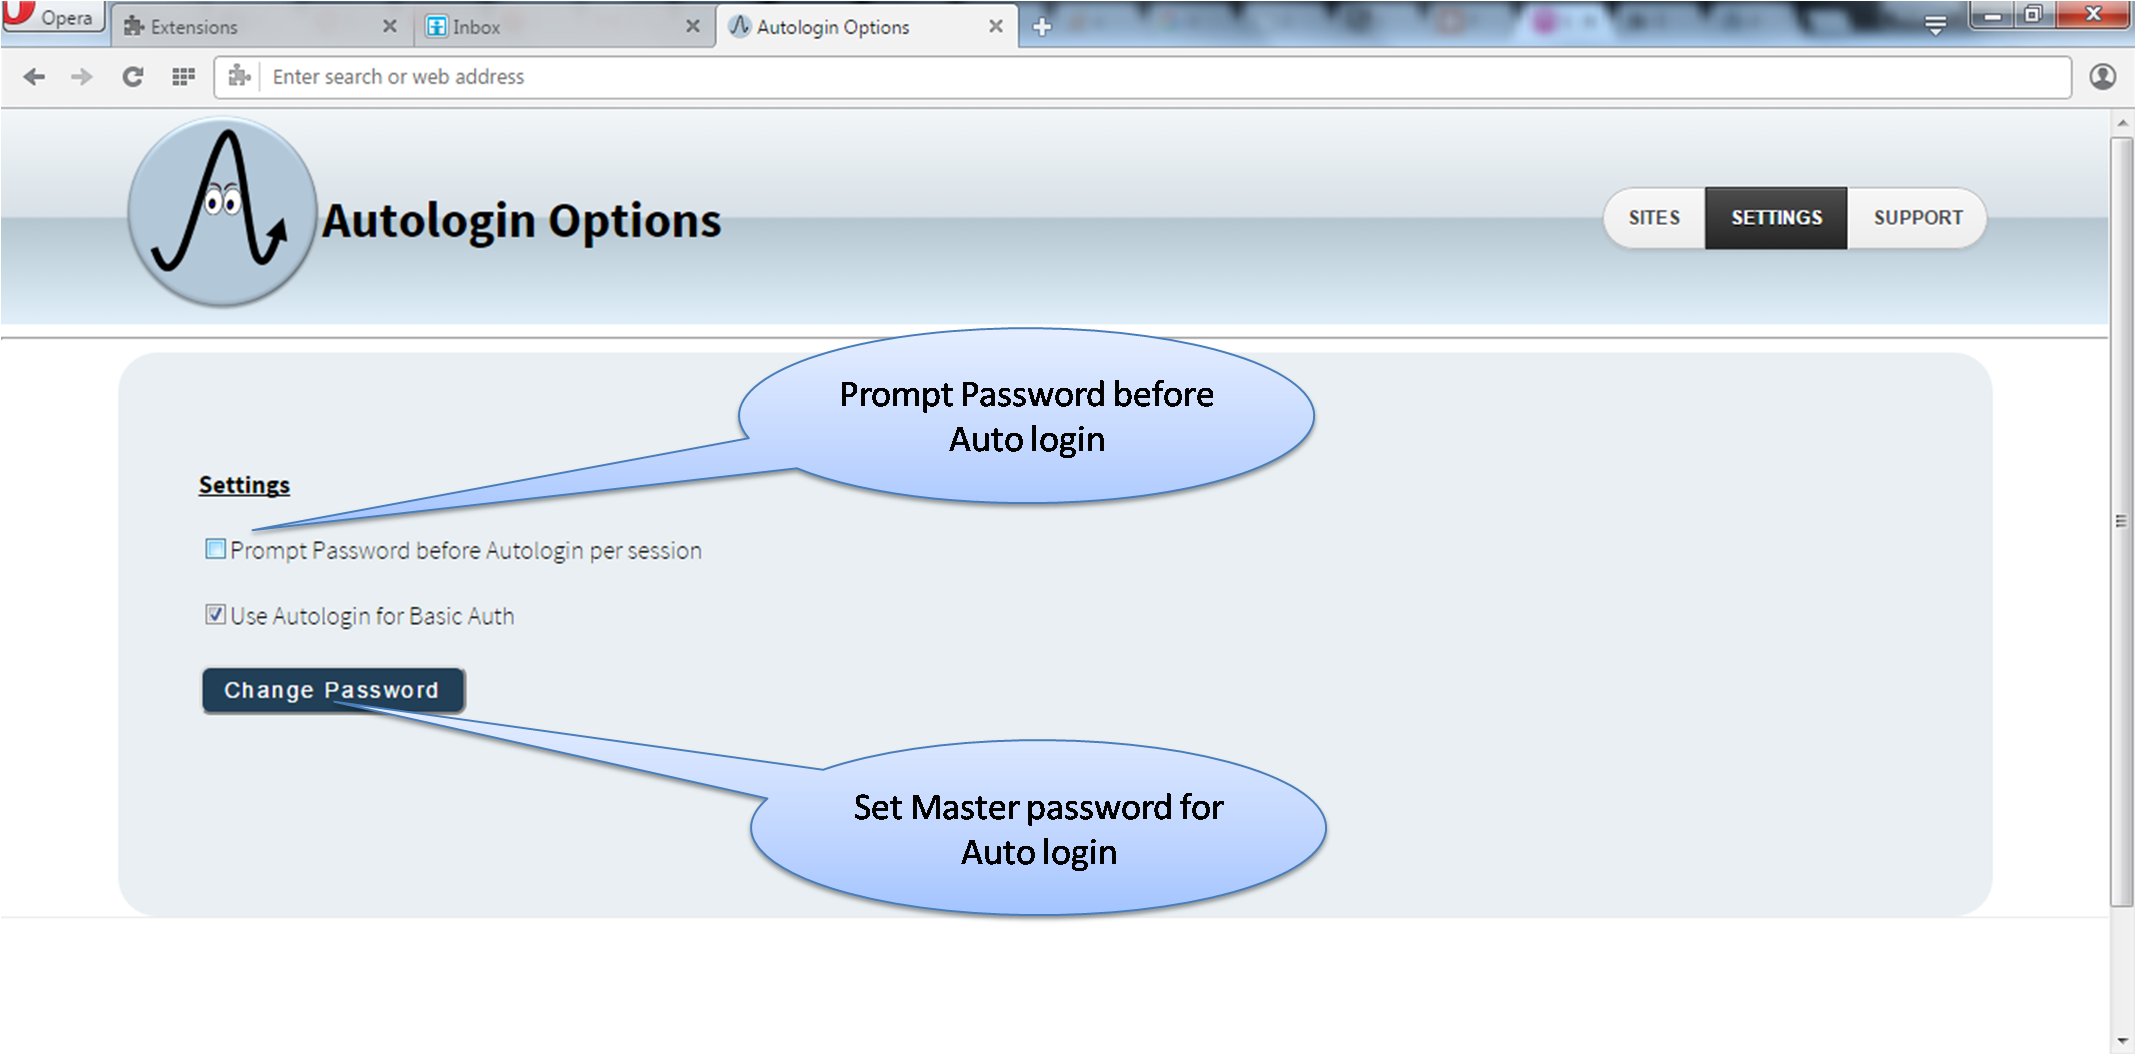 Opera
Extensions
Inbox
Autologin Options
Enter search or web address
Autologin Options
SITES
SETTINGS
SUPPORT
Prompt Password before
Auto login
Settings
Prompt Password before Autologin per session
Use Autologin for Basic Auth
Change Password
Set Master password for
Auto login